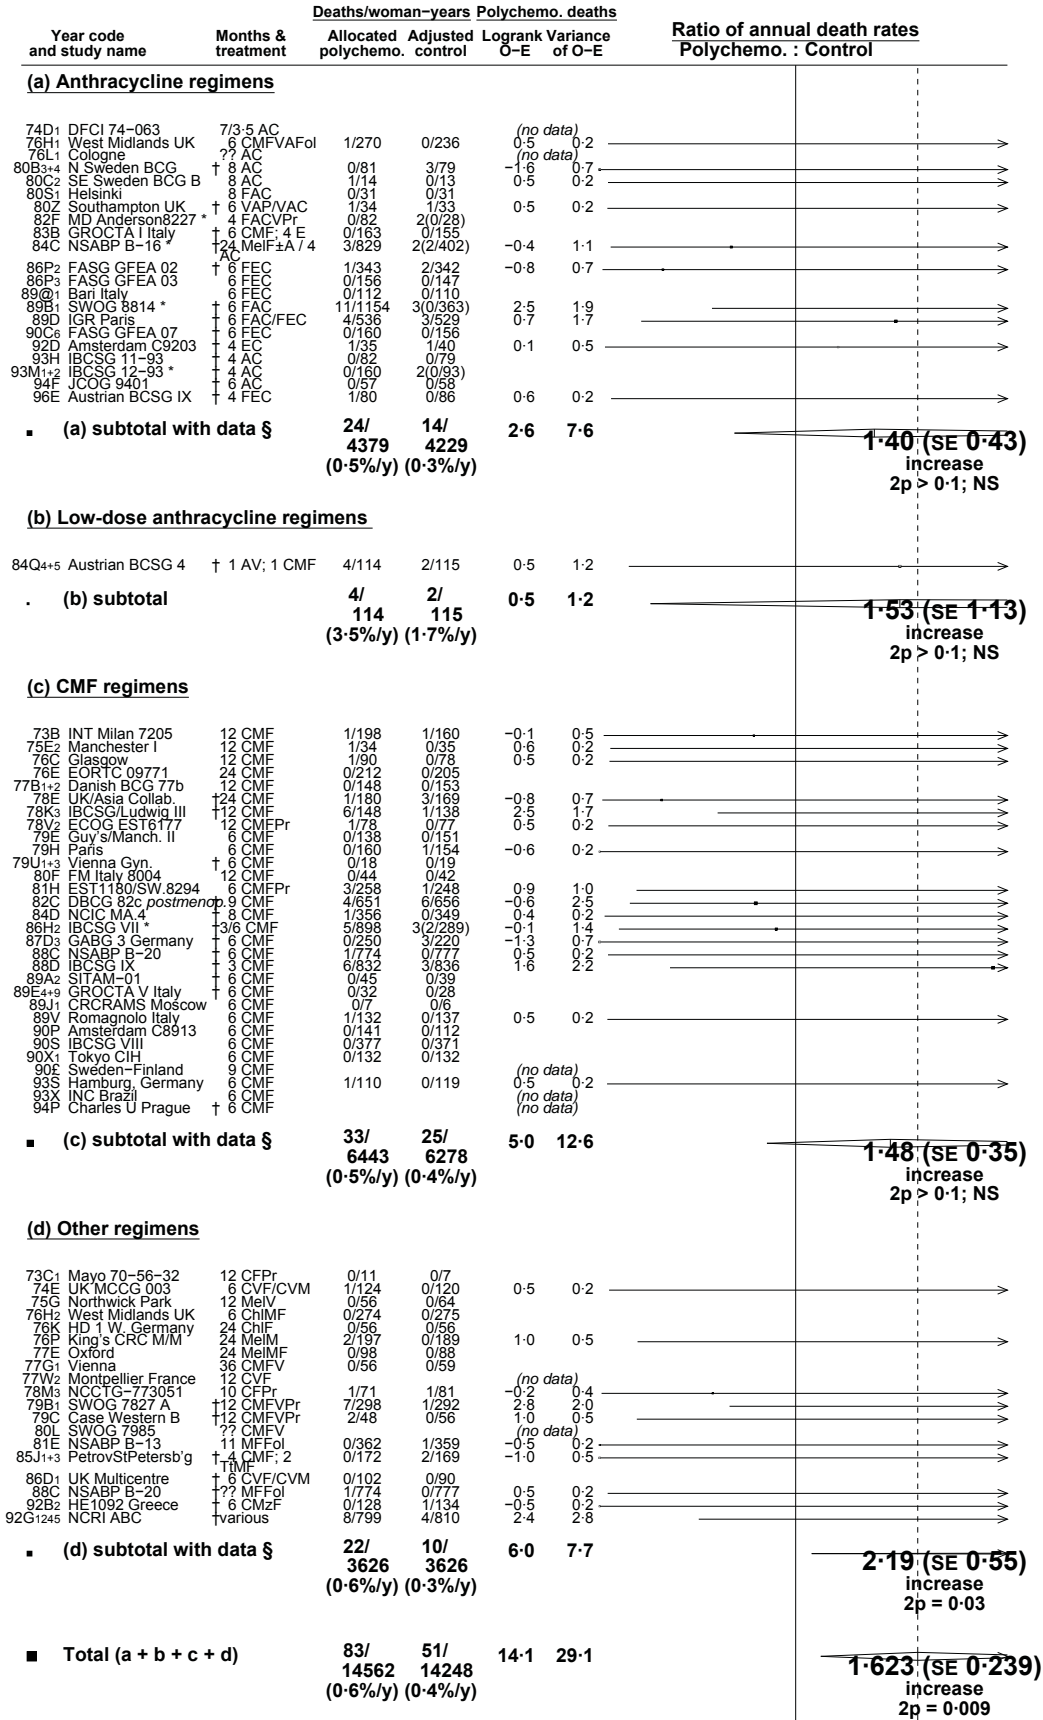 Deaths/woman−years Polychemo. deaths
Ratio of annual death rates
Year code and study name Months & treatment Allocated polychemo. Adjusted control Logrank O−E Variance of O−E Polychemo. : Control
(a) Anthracycline regimens
74D1 DFCI 74−063 7/3·5 AC (no data)
76H1 West Midlands UK 6 CMFVAFol 1/270 0/236 0·5 0·2
76L1 Cologne ?? AC (no data)
80B3+4 N Sweden BCG † 8 AC 0/81 3/79 −1·6 0·7
80C2 SE Sweden BCG B 8 AC 1/14 0/13 0·5 0·2
80S1 Helsinki 8 FAC 0/31 0/31
80Z Southampton UK † 6 VAP/VAC 1/34 1/33 0·5 0·2
82F MD Anderson8227 * 4 FACVPr 0/82 2(0/28)
83B GROCTA I Italy † 6 CMF; 4 E 0/163 0/155
84C NSABP B−16 * †24 MelF±A / 4 AC 3/829 2(2/402) −0·4 1·1
86P2 FASG GFEA 02 † 6 FEC 1/343 2/342 −0·8 0·7
86P3 FASG GFEA 03 6 FEC 0/156 0/147
89@1 Bari Italy 6 FEC 0/112 0/110
89B1 SWOG 8814 * † 6 FAC 11/1154 3(0/363) 2·5 1·9
89D IGR Paris † 6 FAC/FEC 4/536 3/529 0·7 1·7
90C6 FASG GFEA 07 † 6 FEC 0/160 0/156
92D Amsterdam C9203 † 4 EC 1/35 1/40 0·1 0·5
93H IBCSG 11−93 † 4 AC 0/82 0/79
93M1+2 IBCSG 12−93 * † 4 AC 0/160 2(0/93)
94F JCOG 9401 † 6 AC 0/57 0/58
96E Austrian BCSG IX † 4 FEC 1/80 0/86 0·6 0·2
(a) subtotal with data § 24/ 4379 (0·5%/y) 14/ 4229 (0·3%/y) 2·6 7·6 1·40 (SE 0·43)
increase
2p > 0·1; NS
(b) Low−dose anthracycline regimens
84Q4+5 Austrian BCSG 4 † 1 AV; 1 CMF 4/114 2/115 0·5 1·2
(b) subtotal 4/ 114 (3·5%/y) 2/ 115 (1·7%/y) 0·5 1·2 1·53 (SE 1·13)
increase
2p > 0·1; NS
(c) CMF regimens
73B INT Milan 7205 12 CMF 1/198 1/160 −0·1 0·5
75E2 Manchester I 12 CMF 1/34 0/35 0·6 0·2
76C Glasgow 12 CMF 1/90 0/78 0·5 0·2
76E EORTC 09771 24 CMF 0/212 0/205
77B1+2 Danish BCG 77b 12 CMF 0/148 0/153
78E UK/Asia Collab. †24 CMF 1/180 3/169 −0·8 0·7
78K3 IBCSG/Ludwig III †12 CMF 6/148 1/138 2·5 1·7
78V2 ECOG EST6177 12 CMFPr 1/78 0/77 0·5 0·2
79E Guy's/Manch. II 6 CMF 0/138 0/151
79H Paris 6 CMF 0/160 1/154 −0·6 0·2
79U1+3 Vienna Gyn. † 6 CMF 0/18 0/19
80F FM Italy 8004 12 CMF 0/44 0/42
81H EST1180/SW.8294 6 CMFPr 3/258 1/248 0·9 1·0
82C DBCG 82c postmenop. 9 CMF 4/651 6/656 −0·6 2·5
84D NCIC MA.4 † 8 CMF 1/356 0/349 0·4 0·2
86H2 IBCSG VII * †3/6 CMF 5/898 3(2/289) −0·1 1·4
87D3 GABG 3 Germany † 6 CMF 0/250 3/220 −1·3 0·7
88C NSABP B−20 † 6 CMF 1/774 0/777 0·5 0·2
88D IBCSG IX † 3 CMF 6/832 3/836 1·6 2·2
89A2 SITAM−01 † 6 CMF 0/45 0/39
89E4+9 GROCTA V Italy † 6 CMF 0/32 0/28
89J1 CRCRAMS Moscow 6 CMF 0/7 0/6
89V Romagnolo Italy 6 CMF 1/132 0/137 0·5 0·2
90P Amsterdam C8913 6 CMF 0/141 0/112
90S IBCSG VIII 6 CMF 0/377 0/371
90X1 Tokyo CIH 6 CMF 0/132 0/132
90£ Sweden−Finland 9 CMF (no data)
93S Hamburg, Germany 6 CMF 1/110 0/119 0·5 0·2
93X INC Brazil 6 CMF (no data)
94P Charles U Prague † 6 CMF (no data)
(c) subtotal with data § 33/ 6443 (0·5%/y) 25/ 6278 (0·4%/y) 5·0 12·6 1·48 (SE 0·35)
increase
2p > 0·1; NS
(d) Other regimens
73C1 Mayo 70−56−32 12 CFPr 0/11 0/7
74E UK MCCG 003 6 CVF/CVM 1/124 0/120 0·5 0·2
75G Northwick Park 12 MelV 0/56 0/64
76H2 West Midlands UK 6 ChlMF 0/274 0/275
76K HD 1 W. Germany 24 ChlF 0/56 0/56
76P King's CRC M/M 24 MelM 2/197 0/189 1·0 0·5
77E Oxford 24 MelMF 0/98 0/88
77G1 Vienna 36 CMFV 0/56 0/59
77W2 Montpellier France 12 CVF (no data)
78M3 NCCTG−773051 10 CFPr 1/71 1/81 −0·2 0·4
79B1 SWOG 7827 A †12 CMFVPr 7/298 1/292 2·8 2·0
79C Case Western B †12 CMFVPr 2/48 0/56 1·0 0·5
80L SWOG 7985 ?? CMFV (no data)
81E NSABP B−13 11 MFFol 0/362 1/359 −0·5 0·2
85J1+3 PetrovStPetersb'g † 4 CMF; 2 TtMF 0/172 2/169 −1·0 0·5
86D1 UK Multicentre † 6 CVF/CVM 0/102 0/90
88C NSABP B−20 †?? MFFol 1/774 0/777 0·5 0·2
92B2 HE1092 Greece † 6 CMzF 0/128 1/134 −0·5 0·2
92G1245 NCRI ABC †various 8/799 4/810 2·4 2·8
(d) subtotal with data § 22/ 3626 (0·6%/y) 10/ 3626 (0·3%/y) 6·0 7·7 2·19 (SE 0·55)
increase
2p = 0·03
Total (a + b + c + d) 83/ 14562 (0·6%/y) 51/ 14248 (0·4%/y) 14·1 29·1 1·623 (SE 0·239)
increase
2p = 0·009